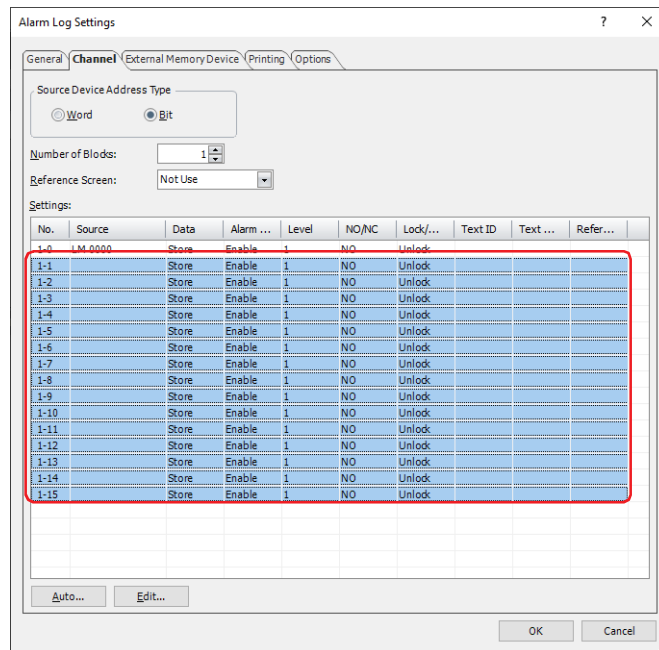 Alarm Log Settings ? ×
General Channel External Memory Device Printing Options
Source Device Address Type
Word Bit
Number of Blocks: 1
Reference Screen: Not Use
Settings:
No. Source Data Alarm ... Level NO/NC Lock/... Text ID Text ... Refer...
1-0 LM 0000 Store Enable 1 NO Unlock
1-1 Store Enable 1 NO Unlock
1-2 Store Enable 1 NO Unlock
1-3 Store Enable 1 NO Unlock
1-4 Store Enable 1 NO Unlock
1-5 Store Enable 1 NO Unlock
1-6 Store Enable 1 NO Unlock
1-7 Store Enable 1 NO Unlock
1-8 Store Enable 1 NO Unlock
1-9 Store Enable 1 NO Unlock
1-10 Store Enable 1 NO Unlock
1-11 Store Enable 1 NO Unlock
1-12 Store Enable 1 NO Unlock
1-13 Store Enable 1 NO Unlock
1-14 Store Enable 1 NO Unlock
1-15 Store Enable 1 NO Unlock
Auto... Edit...
OK Cancel